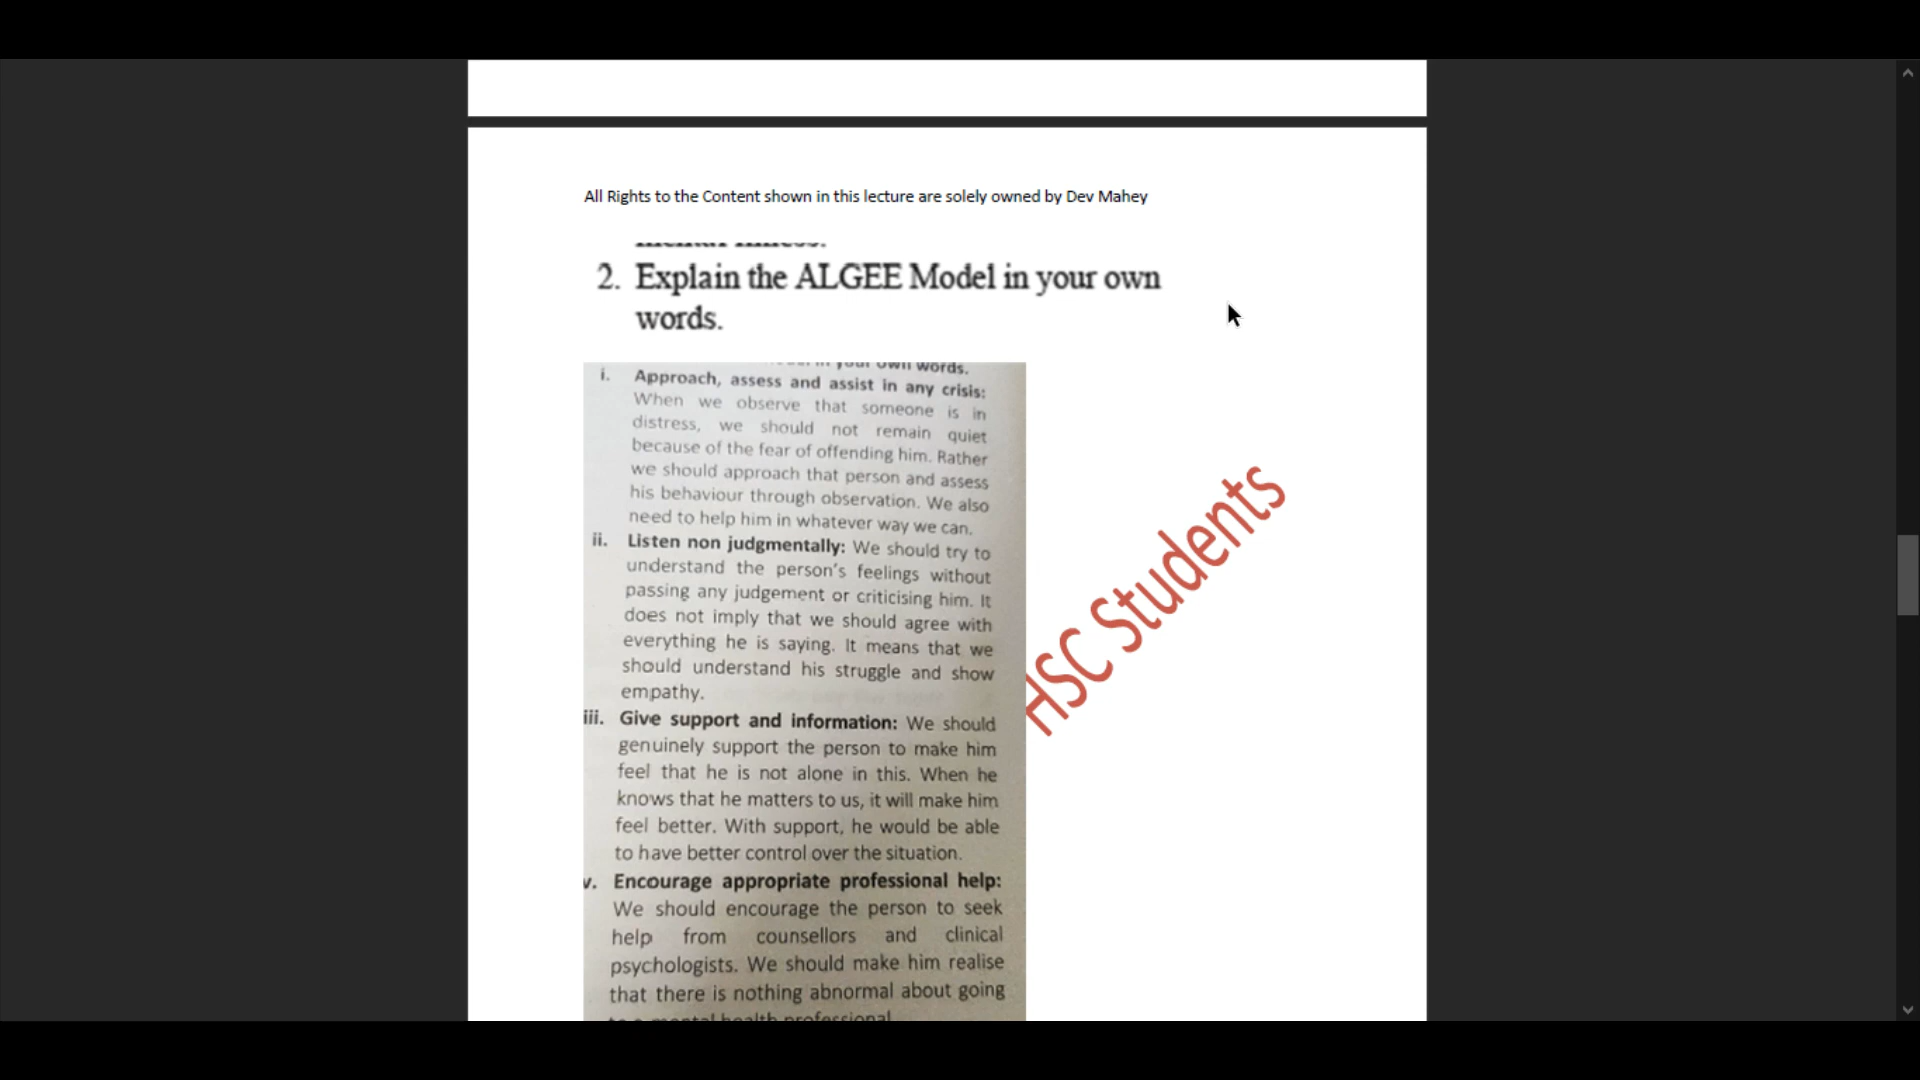 All Rights to the Content shown in this lecture are solely owned by Dev Mahey
mental illness.
2. Explain the ALGEE Model in your own
words.
in your own words.
i. Approach, assess and assist in any crisis:
When we observe that someone is in
distress, we should not remain quiet
because of the fear of offending him. Rather
we should approach that person and assess
his behaviour through observation. We also
need to help him in whatever way we can.
ii. Listen non judgmentally: We should try to
understand the person's feelings without
passing any judgement or criticising him. It
does not imply that we should agree with
everything he is saying. It means that we
should understand his struggle and show
empathy.
iii. Give support and information: We should
genuinely support the person to make him
feel that he is not alone in this. When he
knows that he matters to us, it will make him
feel better. With support, he would be able
to have better control over the situation.
v. Encourage appropriate professional help:
We should encourage the person to seek
help from counsellors and clinical
psychologists. We should make him realise
that there is nothing abnormal about going
to a mental health professional
HSC Students